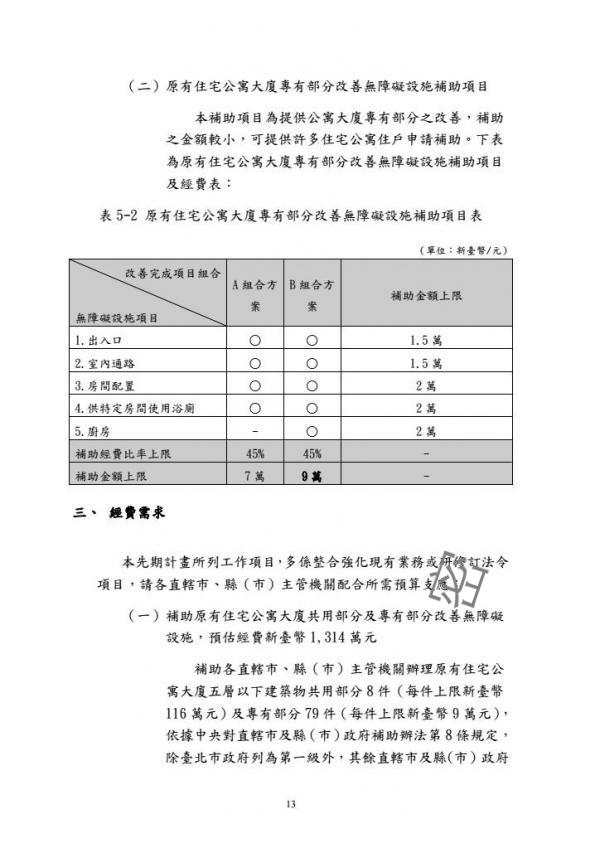 （二）原有住宅公寓大廈專有部分改善無障礙設施補助項目
本補助項目為提供公寓大廈專有部分之改善，補助
之金額較小，可提供許多住宅公寓住戶申請補助。下表
為原有住宅公寓大廈專有部分改善無障礙設施補助項目
及經費表：
表 5-2 原有住宅公寓大廈專有部分改善無障礙設施補助項目表
（單位：新臺幣/元）
改善完成項目組合
無障礙設施項目
A 組合方
案
B 組合方
案
補助金額上限
1.出入口 ○ ○ 1.5 萬
2.室內通路 ○ ○ 1.5 萬
3.房間配置 ○ ○ 2 萬
4.供特定房間使用浴廁 ○ ○ 2 萬
5.廚房 - ○ 2 萬
補助經費比率上限 45% 45% -
補助金額上限 7 萬 9 萬 -
三、 經費需求
本先期計畫所列工作項目，多係整合強化現有業務或研修訂法令
項目，請各直轄市、縣（市）主管機關配合所需預算支應：
（一）補助原有住宅公寓大廈共用部分及專有部分改善無障礙
設施，預估經費新臺幣 1,314 萬元
補助各直轄市、縣（市）主管機關辦理原有住宅公
寓大廈五層以下建築物共用部分 8 件（每件上限新臺幣
116 萬元）及專有部分 79 件（每件上限新臺幣 9 萬元），
依據中央對直轄市及縣（市）政府補助辦法第 8 條規定，
除臺北市政府列為第一級外，其餘直轄市及縣(市）政府
13